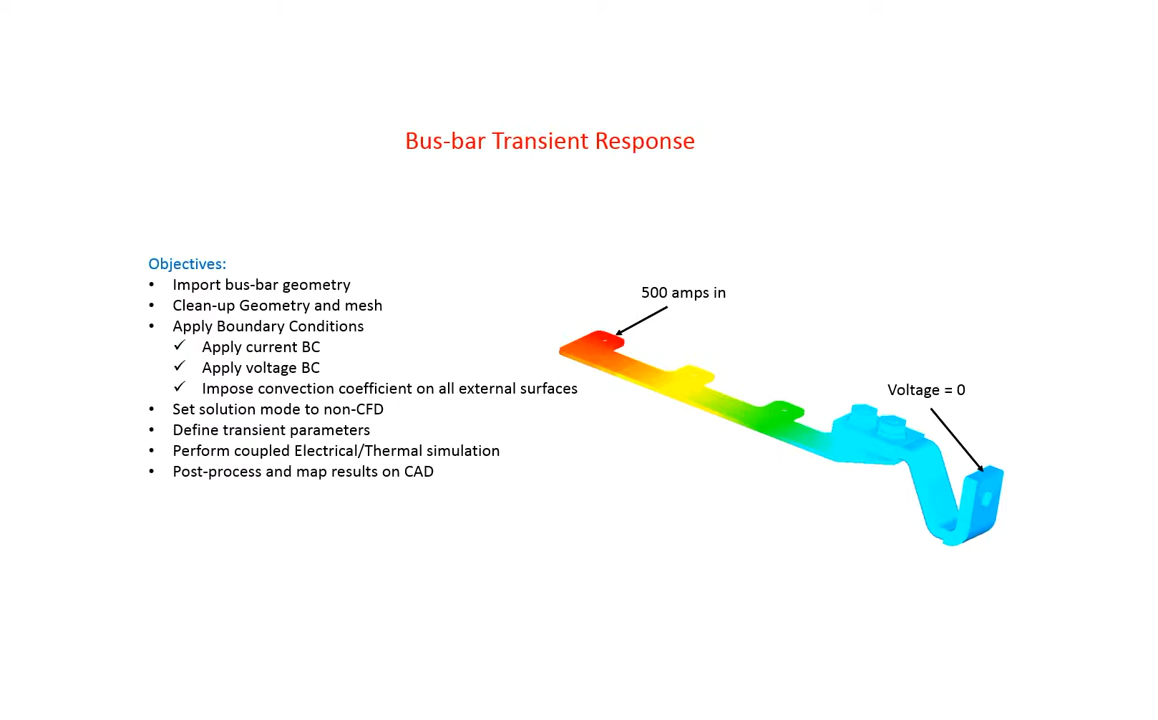 Bus-bar Transient Response
Objectives:
• Import bus-bar geometry
• Clean-up Geometry and mesh
• Apply Boundary Conditions
✓ Apply current BC
✓ Apply voltage BC
✓ Impose convection coefficient on all external surfaces
• Set solution mode to non-CFD
• Define transient parameters
• Perform coupled Electrical/Thermal simulation
• Post-process and map results on CAD
500 amps in
Voltage = 0